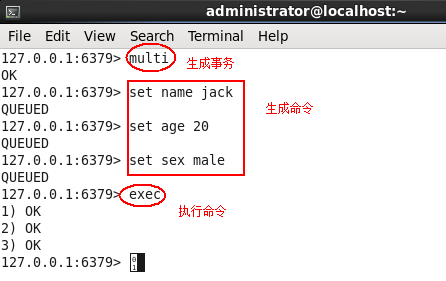 administrator@localhost:~
File Edit View Search Terminal Help
127.0.0.1:6379> multi 生成事务
OK
127.0.0.1:6379> set name jack 生成命令
QUEUED
127.0.0.1:6379> set age 20
QUEUED
127.0.0.1:6379> set sex male
QUEUED
127.0.0.1:6379> exec 执行命令
1) OK
2) OK
3) OK
127.0.0.1:6379>